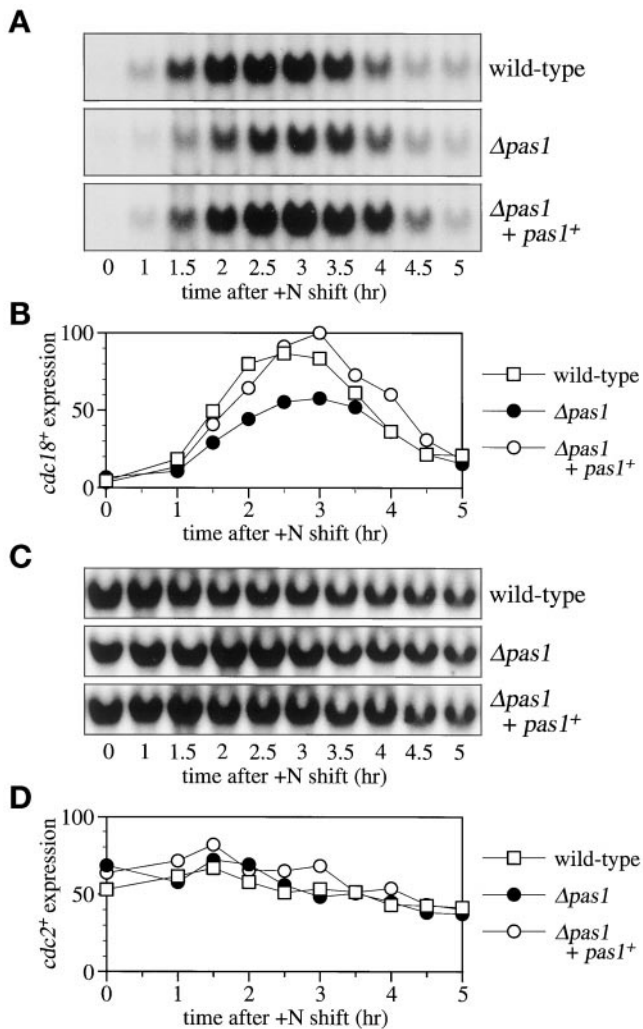 A
wild-type
Δpas1
Δpas1
+ pas1⁺
0 1 1.5 2 2.5 3 3.5 4 4.5 5
time after +N shift (hr)
B
100
50
0
cdc18⁺ expression
0 1 2 3 4 5
time after +N shift (hr)
wild-type
Δpas1
Δpas1
+ pas1⁺
C
wild-type
Δpas1
Δpas1
+ pas1⁺
0 1 1.5 2 2.5 3 3.5 4 4.5 5
time after +N shift (hr)
D
100
50
0
cdc2⁺ expression
0 1 2 3 4 5
time after +N shift (hr)
wild-type
Δpas1
Δpas1
+ pas1⁺